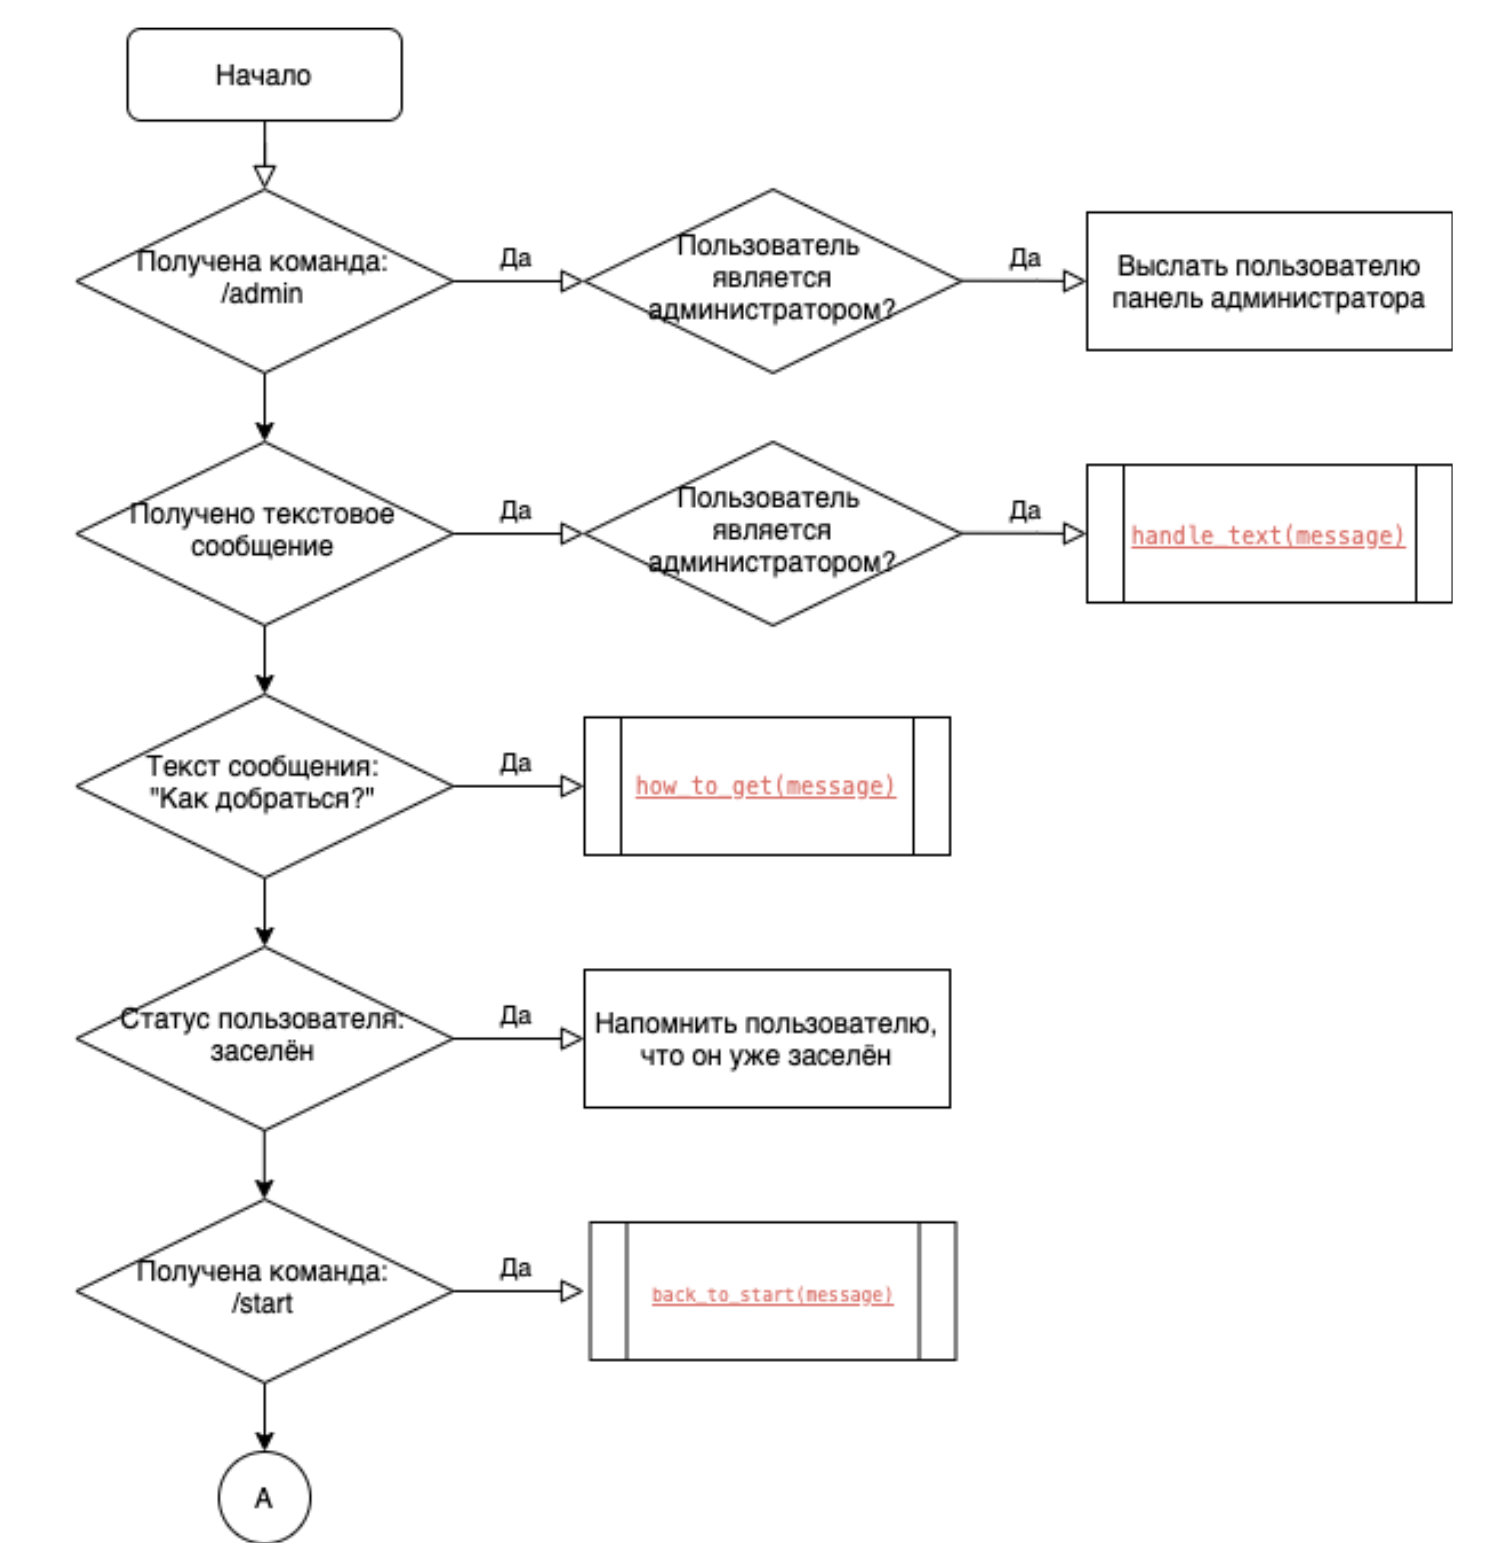 Начало
Получена команда:
/admin
Да
Пользователь
является
администратором?
Да
Выслать пользователю
панель администратора
Получено текстовое
сообщение
Да
Пользователь
является
администратором?
Да
handle_text(message)
Текст сообщения:
"Как добраться?"
Да
how_to_get(message)
Статус пользователя:
заселён
Да
Напомнить пользователю,
что он уже заселён
Получена команда:
/start
Да
back_to_start(message)
А